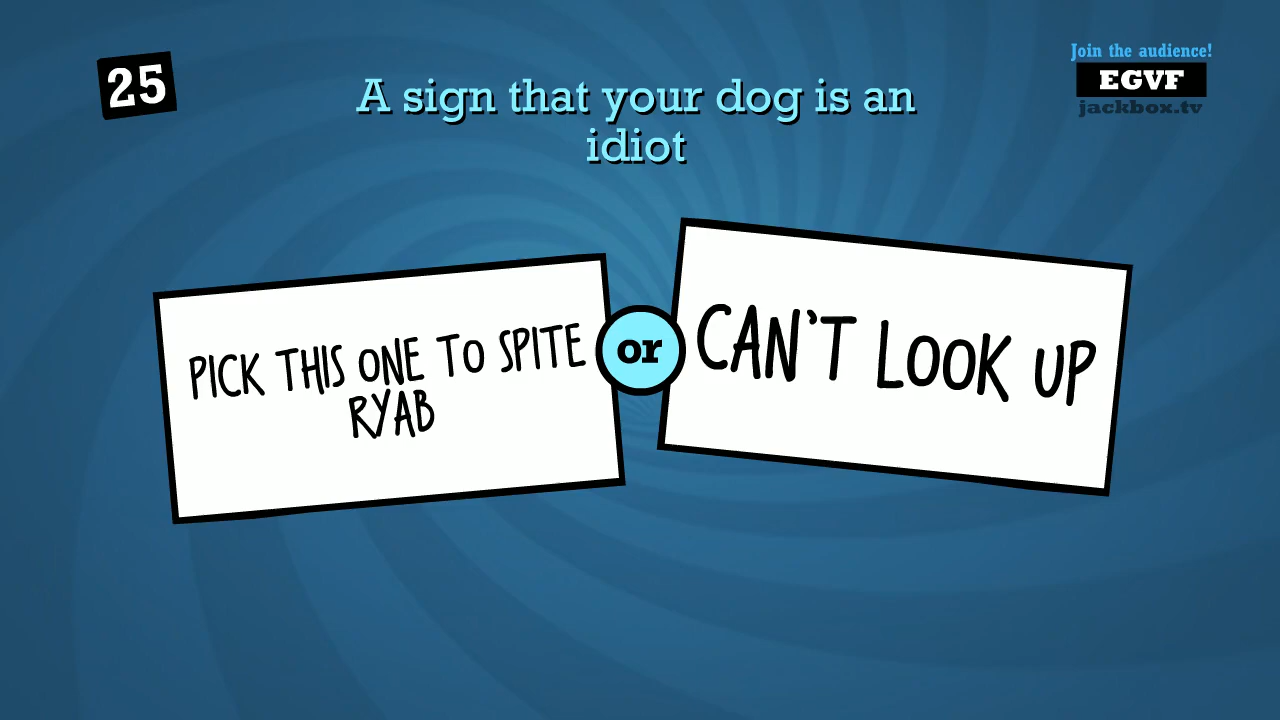 25
A sign that your dog is an
idiot
Join the audience!
EGVF
jackbox.tv
PICK THIS ONE TO SPITE
RYAB
or
CAN'T LOOK UP